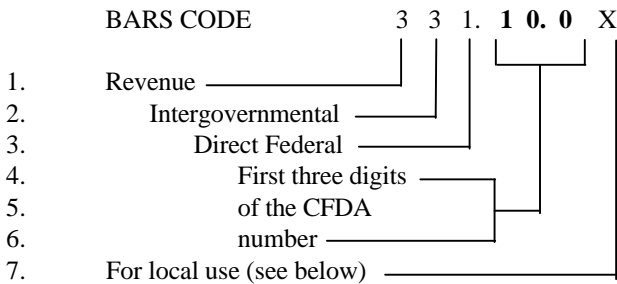 BARS CODE 3 3 1. 1 0. 0 X
1. Revenue
2. Intergovernmental
3. Direct Federal
4. First three digits
5. of the CFDA
6. number
7. For local use (see below)